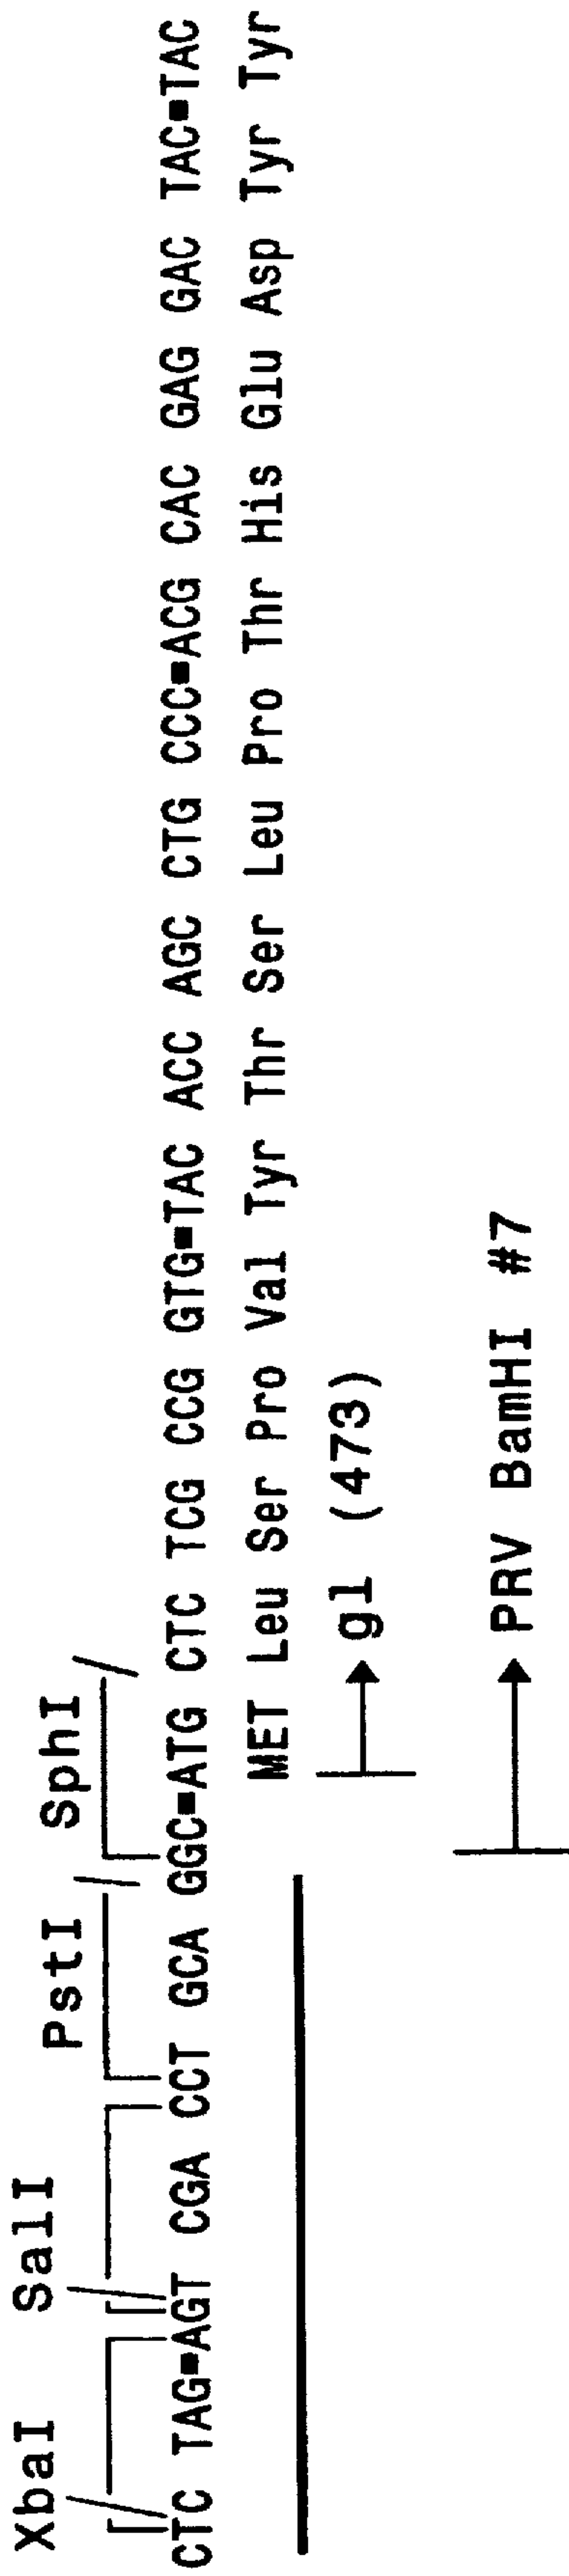 XbaI SalI PstI SphI
CTC TAG▪AGT CGA CCT GCA GGC▪ATG CTC TCG CCG GTG▪TAC ACC AGC CTG CCC▪ACG CAC GAG GAC TAC▪TAC
MET Leu Ser Pro Val Tyr Thr Ser Leu Pro Thr His Glu Asp Tyr Tyr
gl (473)
PRV BamHI #7